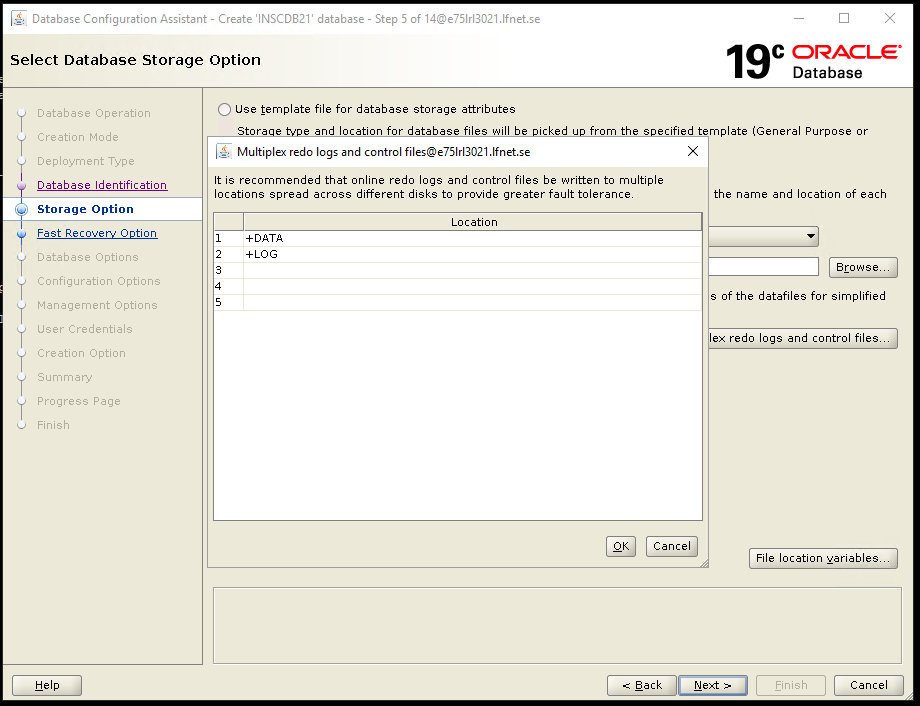 Database Configuration Assistant - Create 'INSCDB21' database - Step 5 of 14@e75lrl3021.lfnet.se
Select Database Storage Option
19c ORACLE
Database
Database Operation
Creation Mode
Deployment Type
Database Identification
Storage Option
Fast Recovery Option
Database Options
Configuration Options
Management Options
User Credentials
Creation Option
Summary
Progress Page
Finish
Use template file for database storage attributes
Storage type and location for database files will be picked up from the specified template (General Purpose or
Multiplex redo logs and control files@e75lrl3021.lfnet.se
It is recommended that online redo logs and control files be written to multiple
locations spread across different disks to provide greater fault tolerance.
Location
1 +DATA
2 +LOG
3
4
5
OK Cancel
the name and location of each
Browse...
s of the datafiles for simplified
lex redo logs and control files...
File location variables...
Help
< Back Next > Finish Cancel